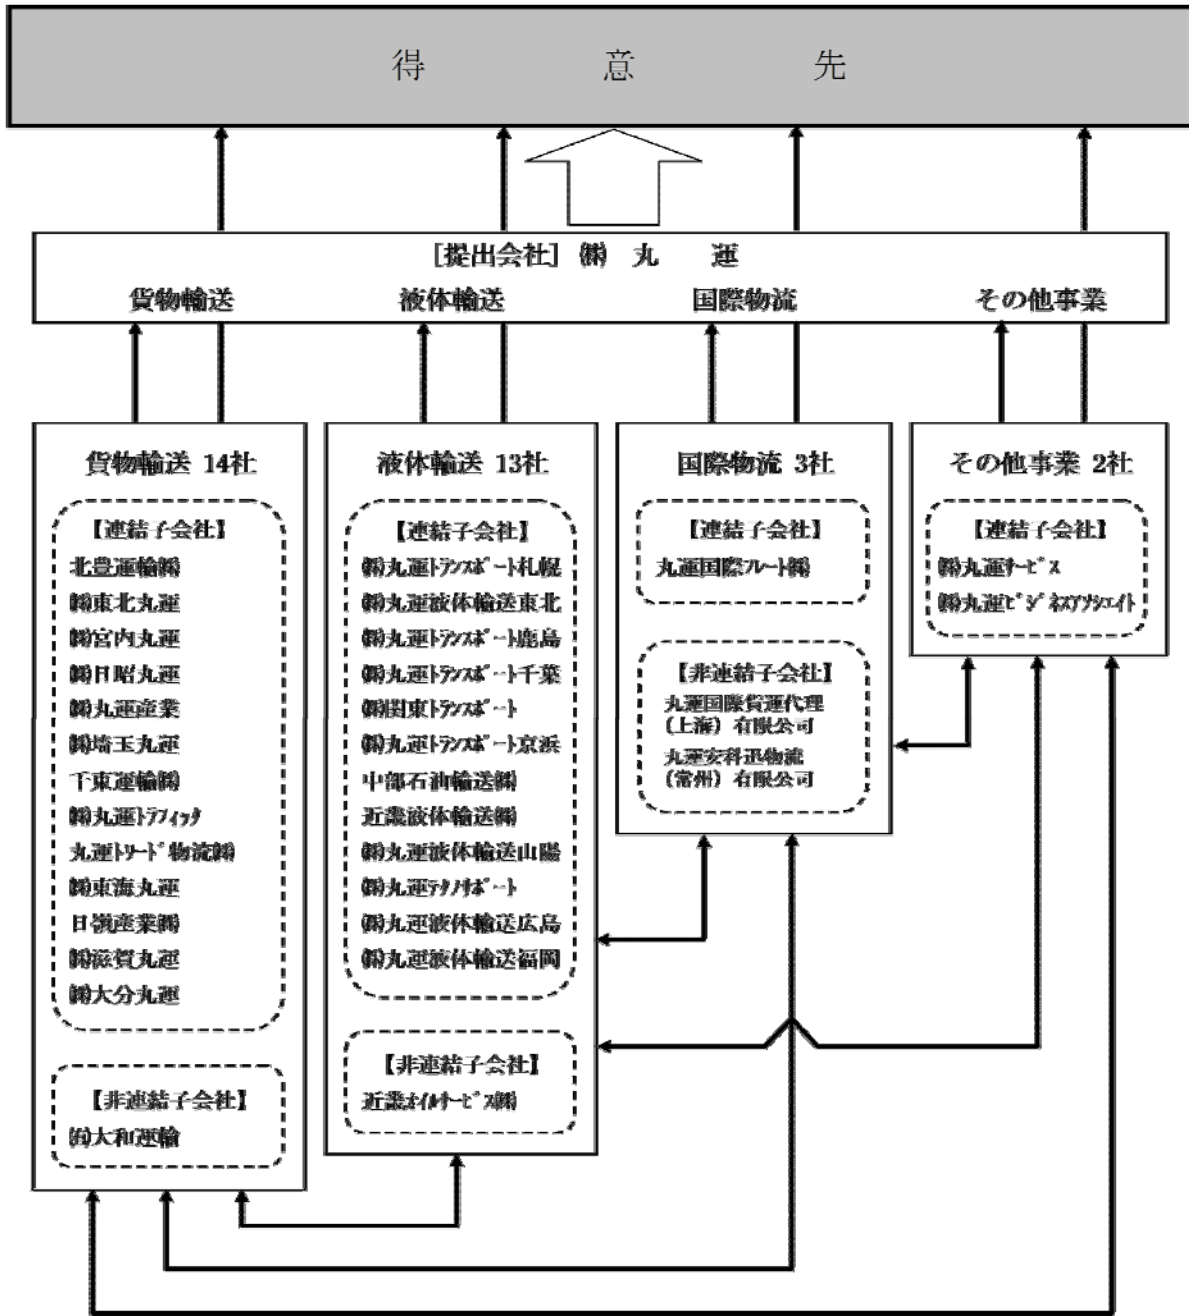 得 意 先
[提出会社] ㈱ 丸 運
貨物輸送 液体輸送 国際物流 その他事業
貨物輸送 14社
【連結子会社】
北豊運輸㈱
㈱東北丸運
㈱宮内丸運
㈱日昭丸運
㈱丸運産業
㈱埼玉丸運
千東運輸㈱
㈱丸運ﾄﾗﾌｨｯｸ
丸運ﾄﾘｰﾄﾞ物流㈱
㈱東海丸運
日嶺産業㈱
㈱滋賀丸運
㈱大分丸運
【非連結子会社】
㈲大和運輸
液体輸送 13社
【連結子会社】
㈱丸運ﾄﾗﾝｽﾎﾟｰﾄ札幌
㈱丸運液体輸送東北
㈱丸運ﾄﾗﾝｽﾎﾟｰﾄ鹿島
㈱丸運ﾄﾗﾝｽﾎﾟｰﾄ千葉
㈱関東ﾄﾗﾝｽﾎﾟｰﾄ
㈱丸運ﾄﾗﾝｽﾎﾟｰﾄ京浜
中部石油輸送㈱
近畿液体輸送㈱
㈱丸運液体輸送山陽
㈱丸運ﾃｸﾉｻﾎﾟｰﾄ
㈱丸運液体輸送広島
㈱丸運液体輸送福岡
【非連結子会社】
近畿ｵｲﾙｻｰﾋﾞｽ㈱
国際物流 3社
【連結子会社】
丸運国際ﾌﾚｰﾄ㈱
【非連結子会社】
丸運国際貨運代理
（上海）有限公司
丸運安科迅物流
（常州）有限公司
その他事業 2社
【連結子会社】
㈱丸運ｻｰﾋﾞｽ
㈱丸運ﾋﾞｼﾞﾈｽｱｿｼｴｲﾄ